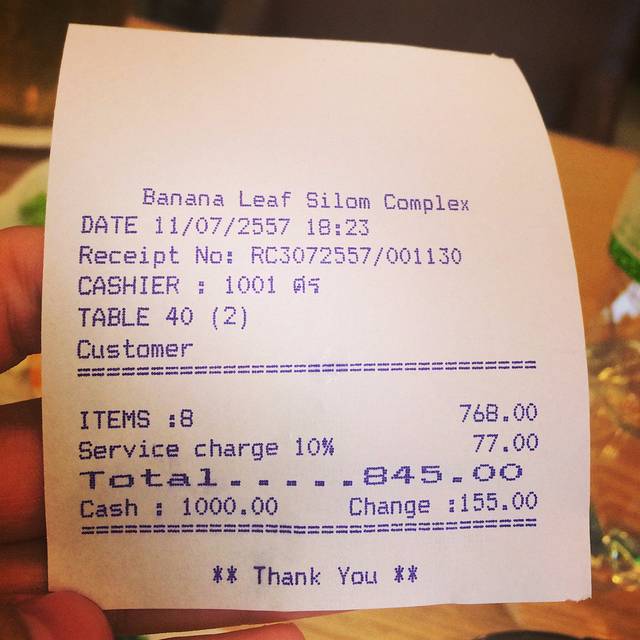 Banana Leaf Silom Complex
DATE 11/07/2557 18:23
Receipt No: RC3072557/001130
CASHIER : 1001 ศร
TABLE 40 (2)
Customer
======================================
ITEMS :8 768.00
Service charge 10% 77.00
Total.....845.00
Cash : 1000.00 Change :155.00
======================================
** Thank You **